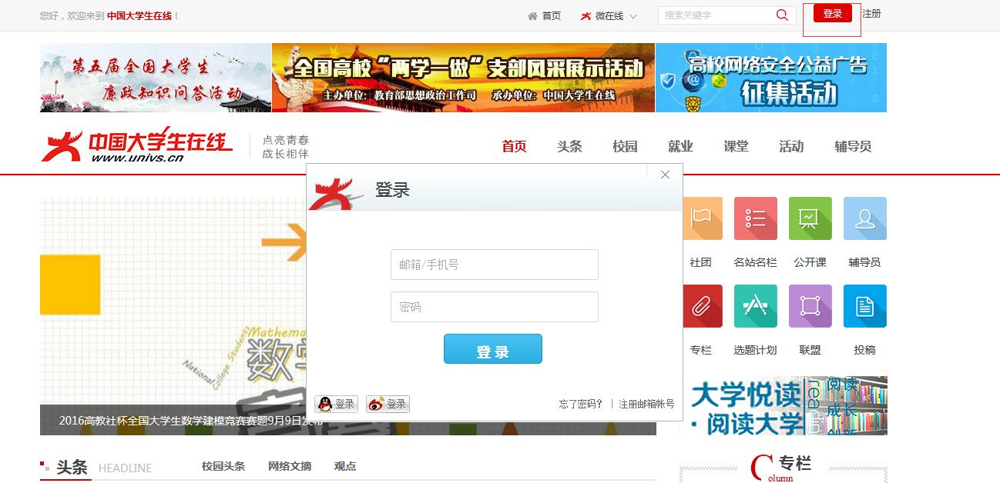 您好，欢迎来到 中国大学生在线！
首页
微在线
搜索关键字
登录
注册
第五届全国大学生
廉政知识问答活动
全国高校“两学一做”支部风采展示活动
主办单位：教育部思想政治工作司 承办单位：中国大学生在线
高校网络安全公益广告
征集活动
中国大学生在线
www.univs.cn
点亮青春
成长相伴
首页 头条 校园 就业 课堂 活动 辅导员
登录
邮箱/手机号
密码
登录
登录 登录
忘了密码？ | 注册邮箱帐号
社团 名站名栏 公开课 辅导员
专栏 选题计划 联盟 投稿
National College Students
Mathema
数学
2016高教社杯全国大学生数学建模竞赛赛题9月9日发布
大学悦读
·阅读大学
阅读
read
成长
创新
头条 HEADLINE
校园头条 网络文摘 观点
专栏
Column